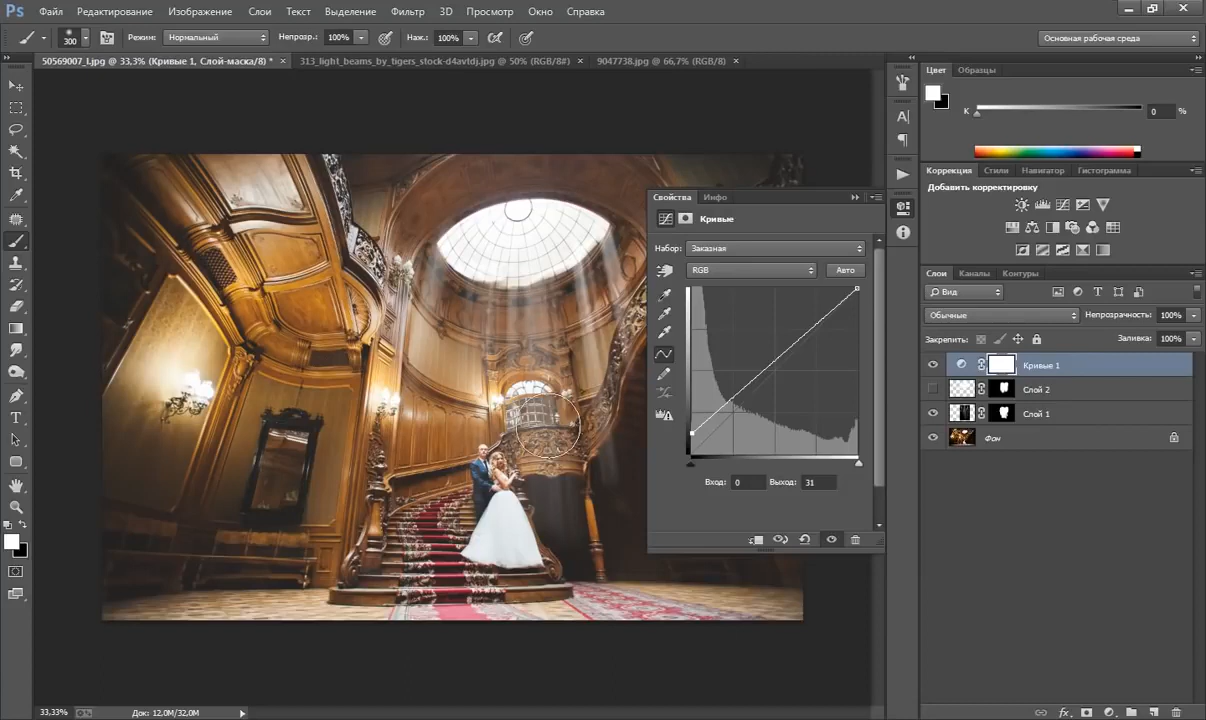 Ps Файл Редактирование Изображение Слои Текст Выделение Фильтр 3D Просмотр Окно Справка
300 Режим: Нормальный Непрозр.: 100% Наж.: 100% Основная рабочая среда
50569007_l.jpg @ 33,3% (Кривые 1, Слой-маска/8) * × 313_light_beams_by_tigers_stock-d4avldj.jpg @ 50% (RGB/8#) × 9047738.jpg @ 66,7% (RGB/8) ×
Цвет Образцы
K 0 %
Коррекция Стили Навигатор Гистограмма
Добавить корректировку
Свойства Инфо
Кривые
Набор: Заказная
RGB Авто
Вход: 0 Выход: 31
Слои Каналы Контуры
Вид
Обычные Непрозрачность: 100%
Закрепить: Заливка: 100%
Кривые 1
Слой 2
Слой 1
Фон
33,33% Док: 12,0M/32,0M